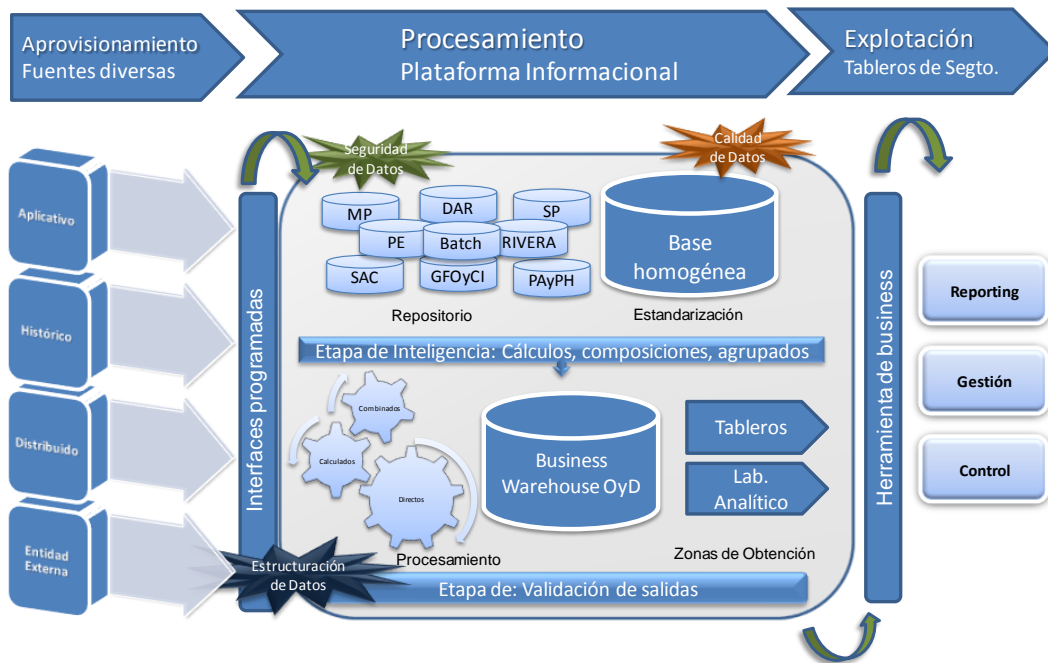 Aprovisionamiento
Fuentes diversas
Procesamiento
Plataforma Informacional
Explotación
Tableros de Segto.
Aplicativo
Histórico
Distribuido
Entidad
Externa
Interfaces programadas
Seguridad
de Datos
Calidad
de Datos
MP
DAR
SP
PE
Batch
RIVERA
SAC
GFOyCI
PAyPH
Repositorio
Base
homogénea
Estandarización
Etapa de Inteligencia: Cálculos, composiciones, agrupados
Combinados
Calculados
Directos
Procesamiento
Business
Warehouse OyD
Tableros
Lab.
Analítico
Zonas de Obtención
Estructuración
de Datos
Etapa de: Validación de salidas
Herramienta de business
Reporting
Gestión
Control